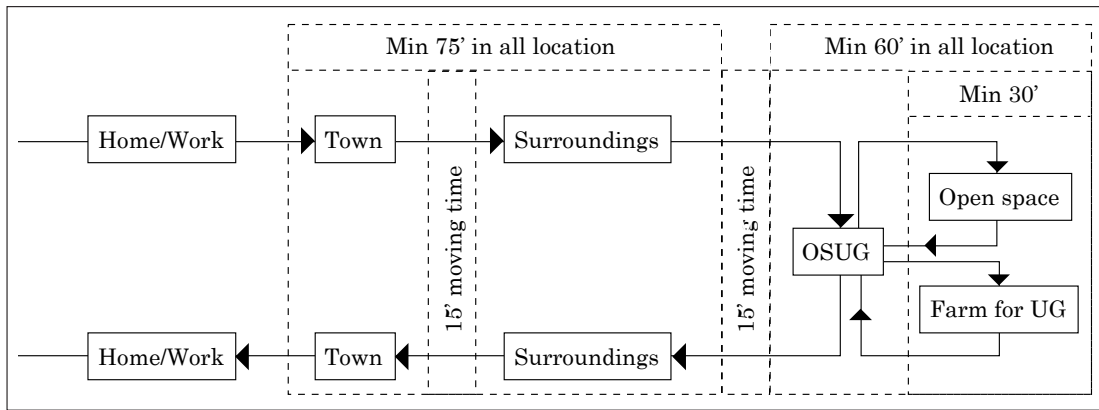 Min 75' in all location
Min 60' in all location
Min 30'
Home/Work
Town
Surroundings
Open space
15' moving time
15' moving time
OSUG
Farm for UG
Home/Work
Town
Surroundings